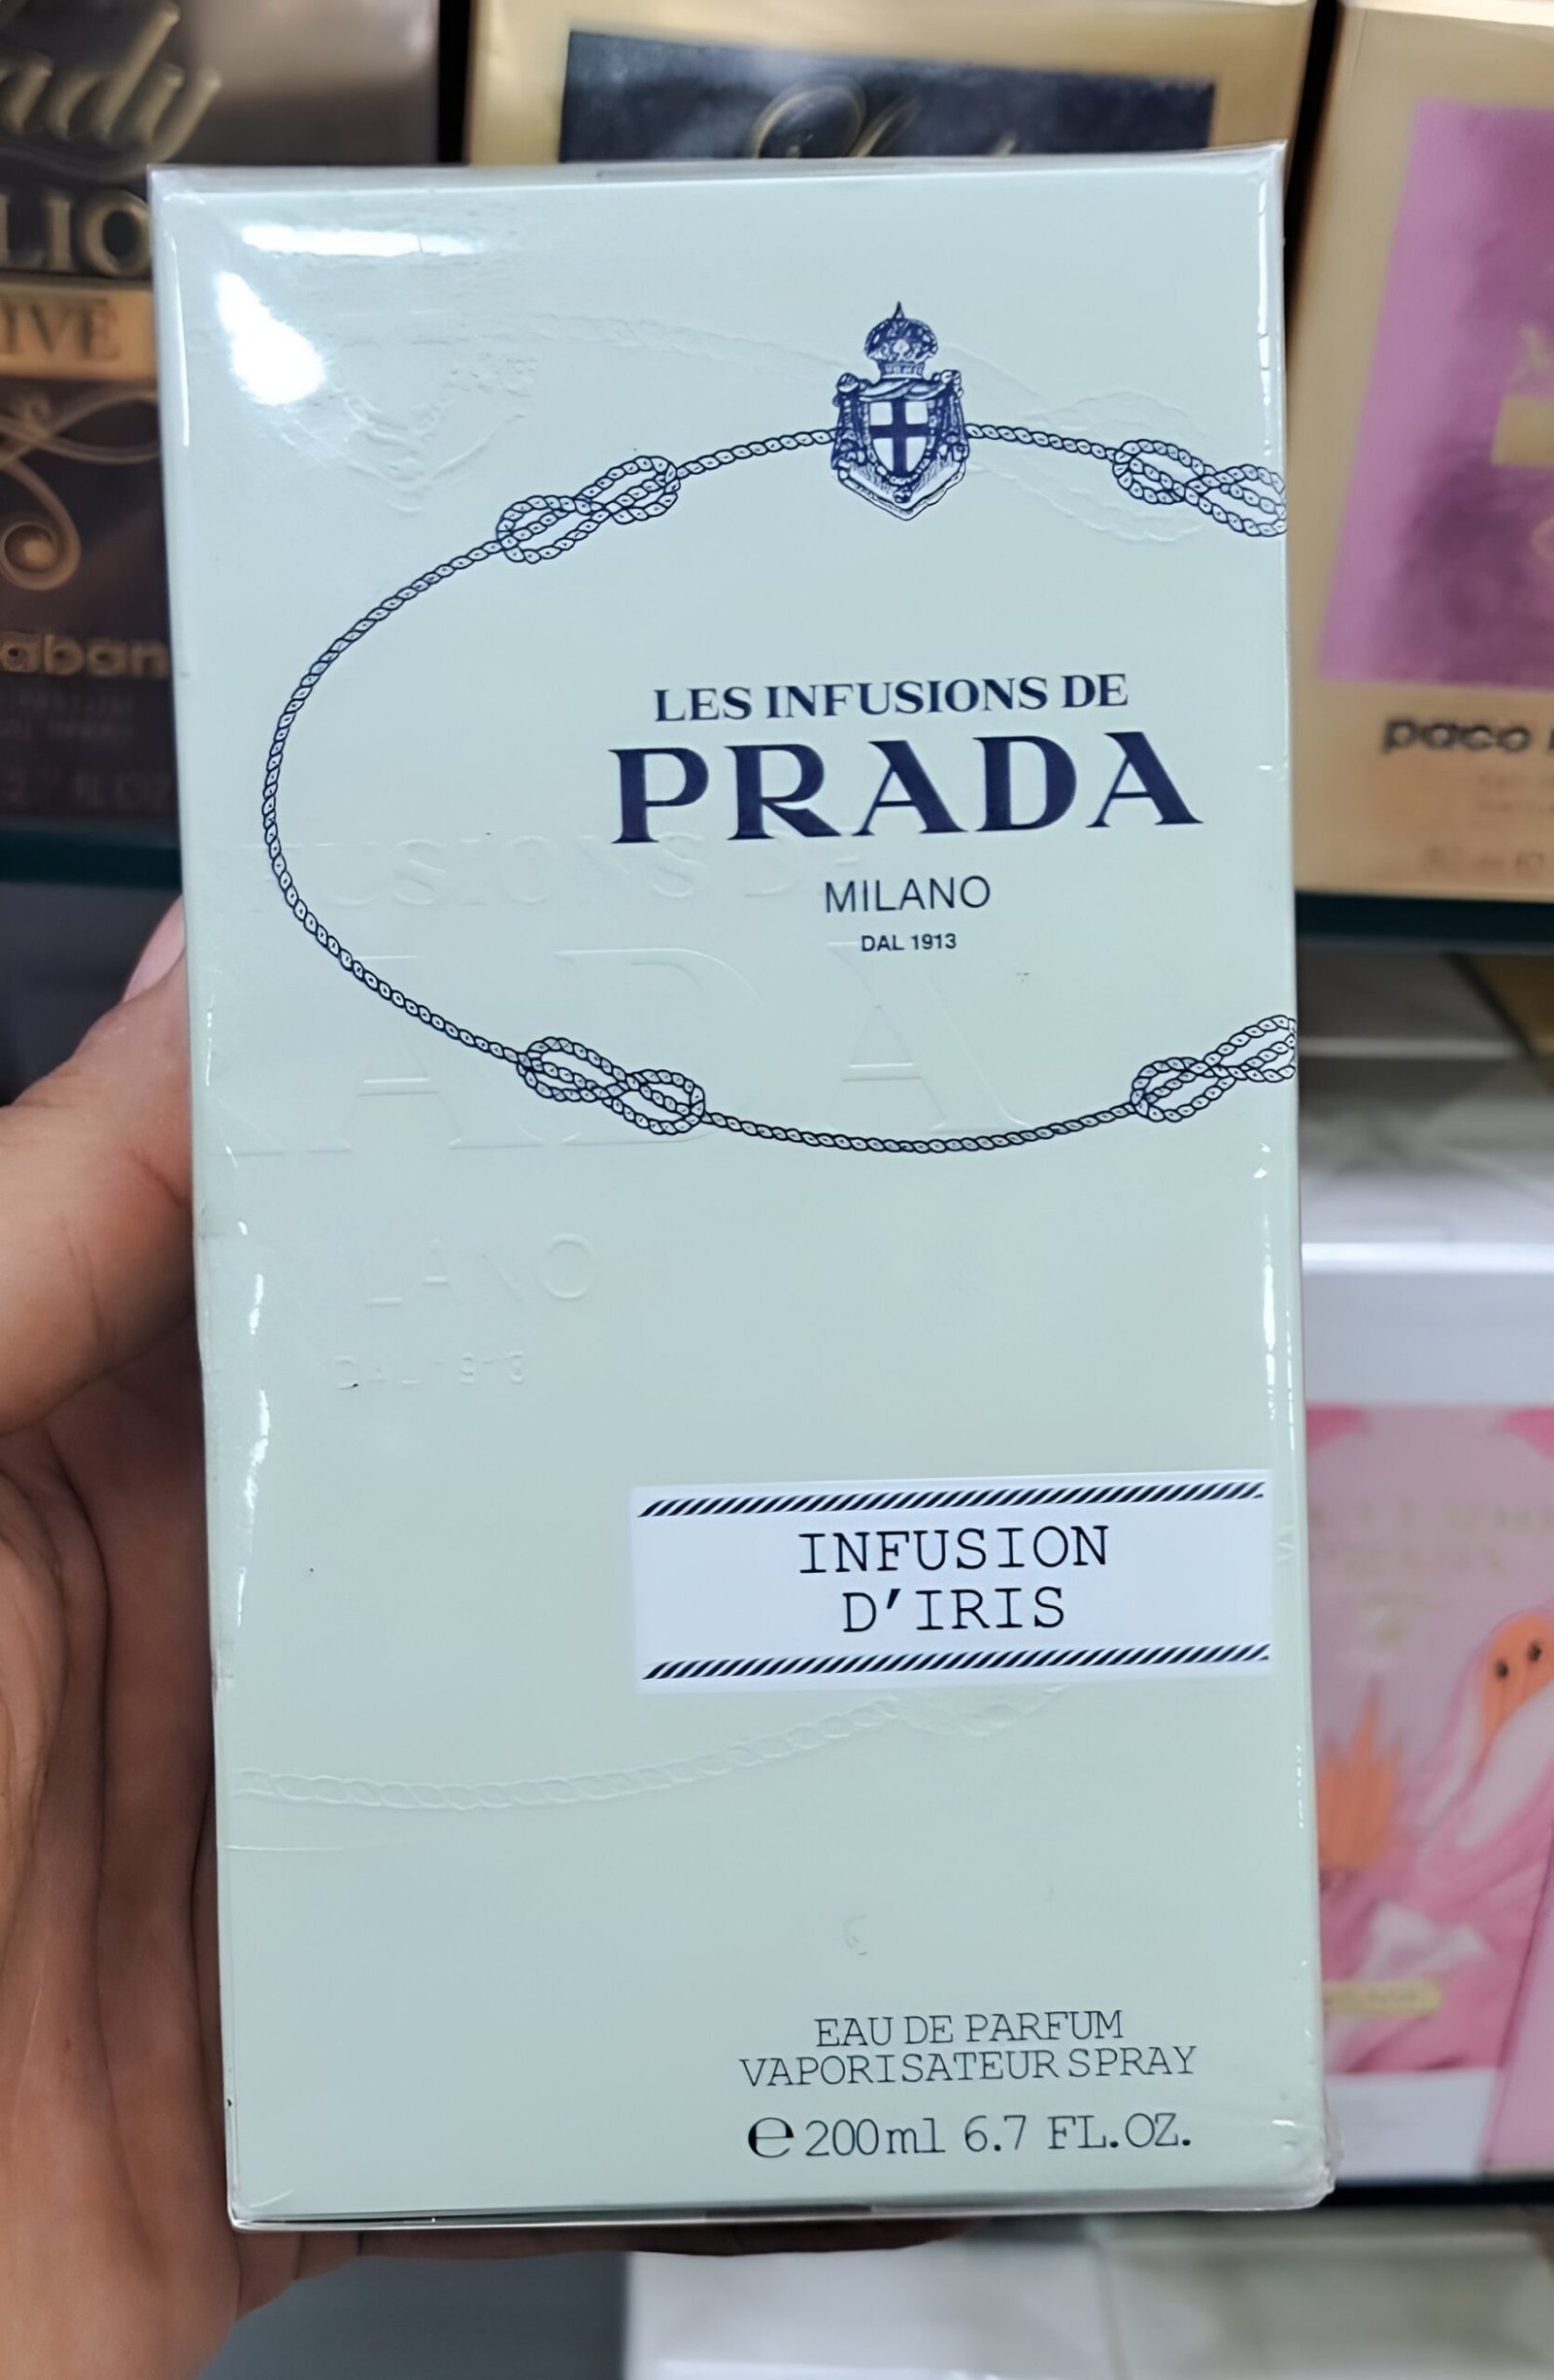 LES INFUSIONS DE
PRADA
MILANO
DAL 1913
INFUSION
D'IRIS
EAU DE PARFUM
VAPORISATEUR SPRAY
℮ 200ml 6.7 FL.OZ.
paco